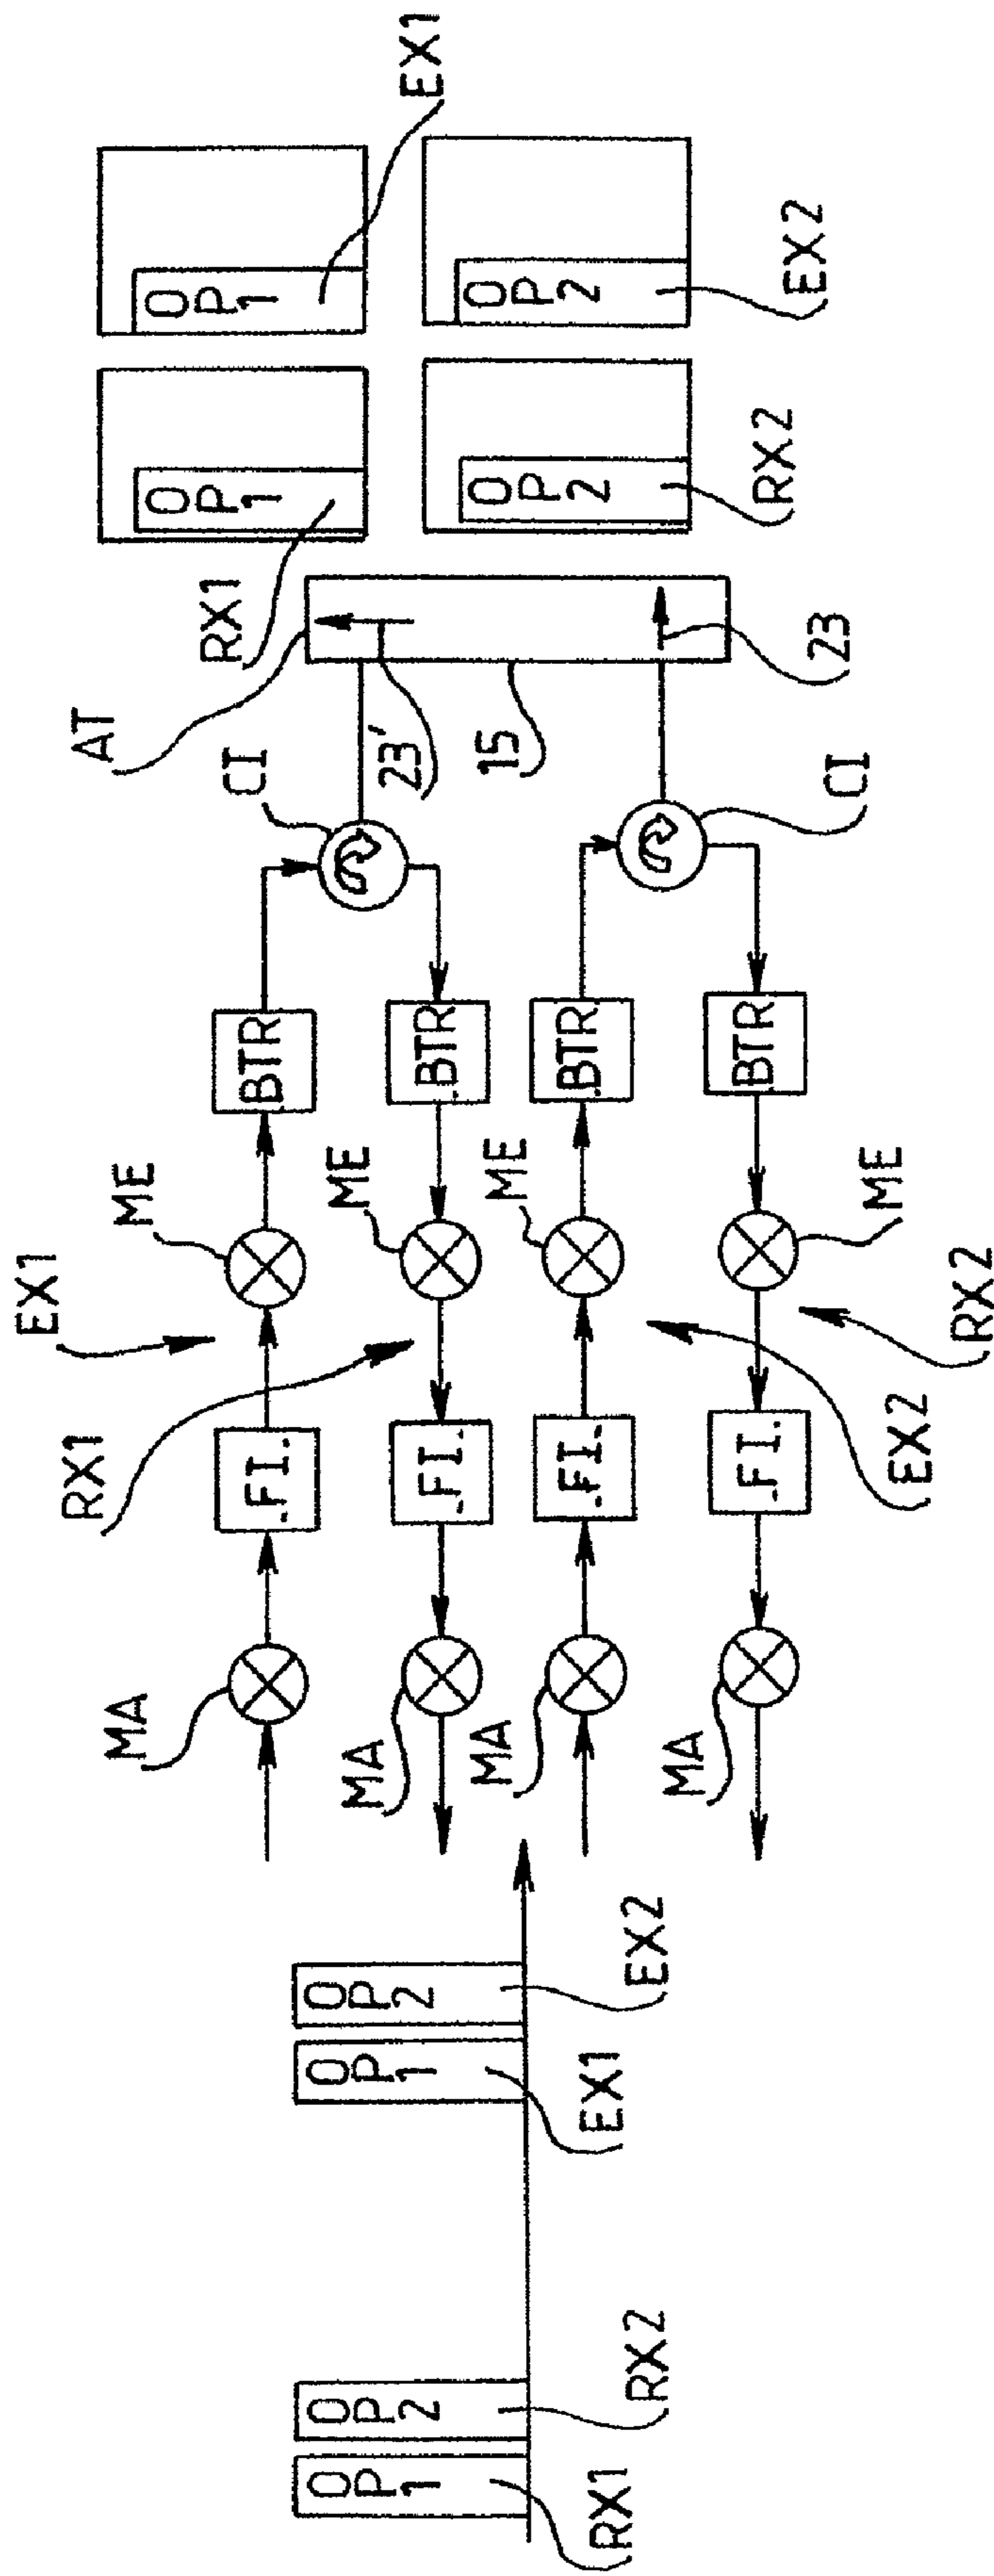 OP1
OP2
OP1
OP2
RX1
RX2
EX1
EX2
EX1
MA
ME
FI
BTR
CI
AT
RX1
MA
ME
FI
BTR
23'
MA
ME
FI
BTR
15
EX2
MA
FI
BTR
ME
CI
23
RX2
RX1
OP1
OP1
EX1
OP2
OP2
RX2
EX2